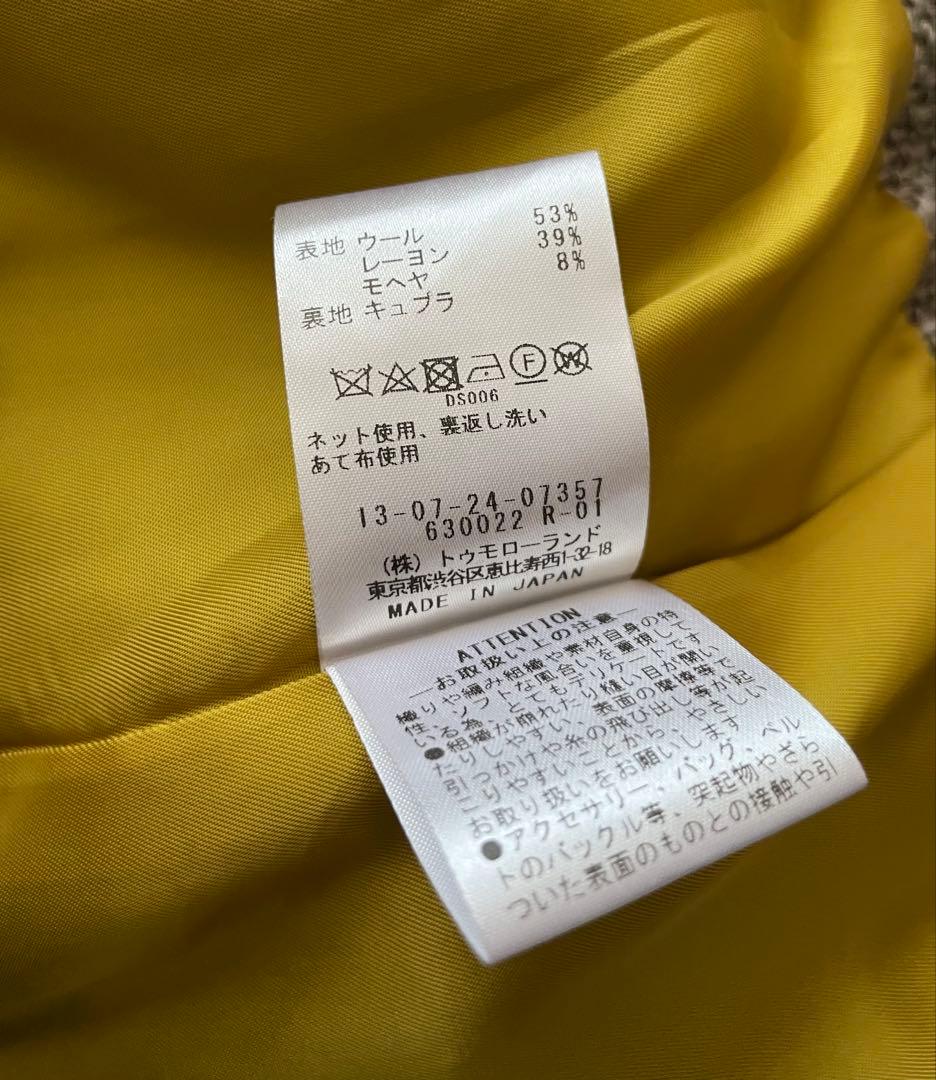 表地 ウール 53%
レーヨン 39%
モヘヤ 8%
裏地 キュプラ
F W
DS006
ネット使用、裏返し洗い
あて布使用
13-07-24-07357
630022 R-01
(株) トゥモローランド
東京都渋谷区恵比寿西1-32-18
MADE IN JAPAN
ATTENTION
―お取扱い上の注意―
織りや編み組織や素材自身の特
性、ソフトな風合いを重視して
いる為、とてもデリケートです
●組織が崩れたり縫い目が開い
たりしやすい、表面の摩擦等で
引っかけや糸の飛び出し等が起
こりやすいことから、やさしい
お取り扱いをお願いします
●アクセサリー、バッグ、ベル
トのバックル等、突起物やざら
ついた表面のものとの接触や引